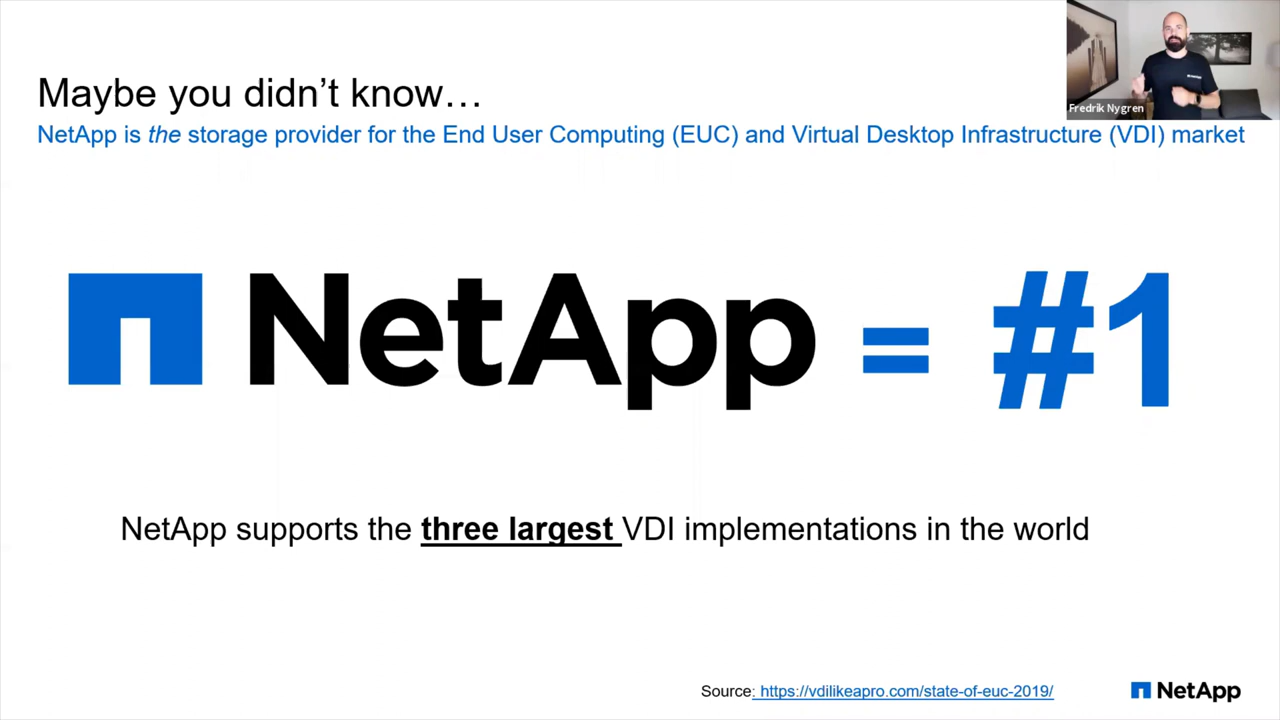 Maybe you didn’t know…
Fredrik Nygren
NetApp is the storage provider for the End User Computing (EUC) and Virtual Desktop Infrastructure (VDI) market
NetApp = #1
NetApp supports the three largest VDI implementations in the world
Source: https://vdilikeapro.com/state-of-euc-2019/
NetApp